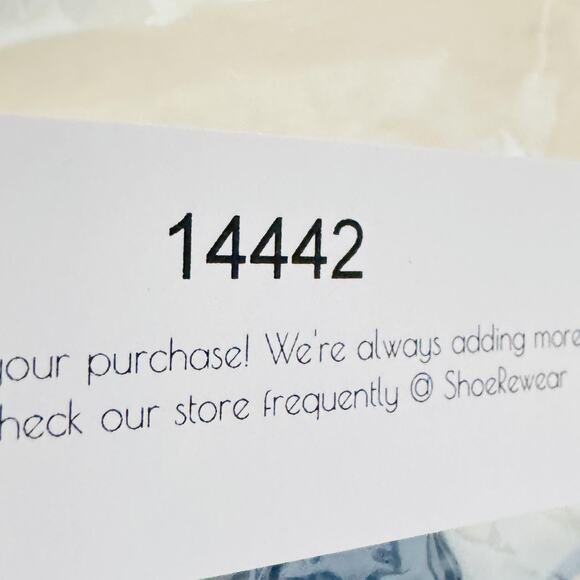 14442
your purchase! We're always adding more
heck our store frequently @ ShoeRewear